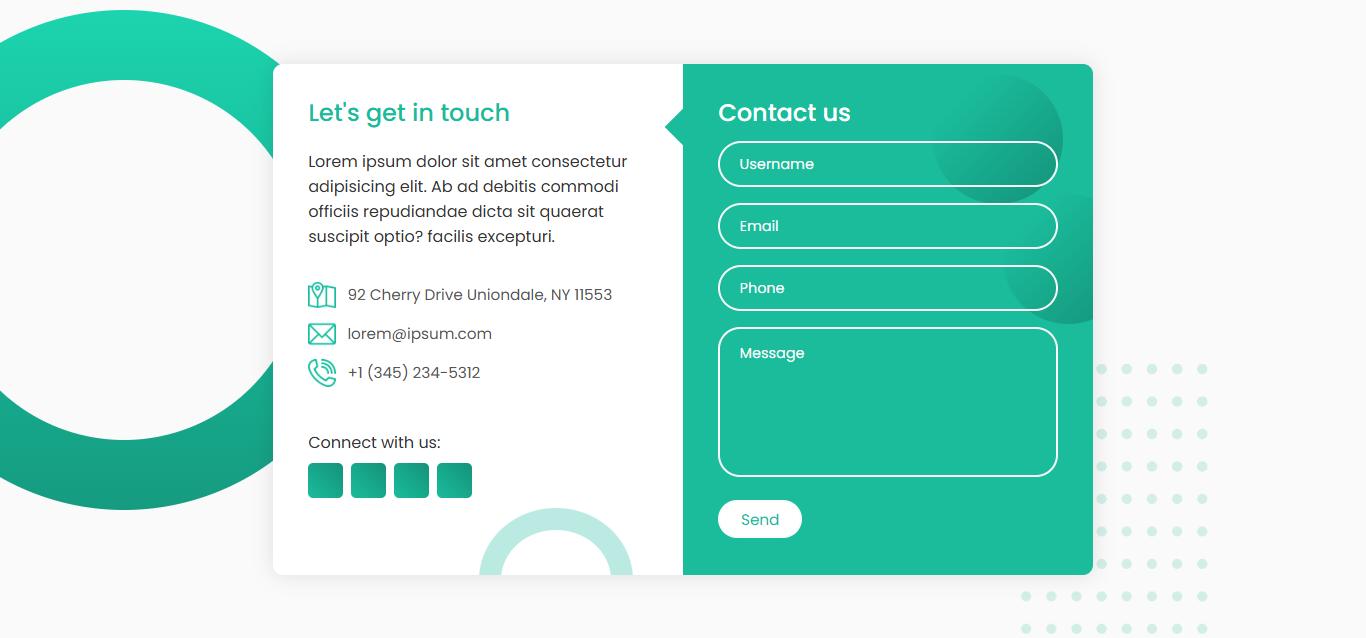 Let's get in touch
Lorem ipsum dolor sit amet consectetur
adipisicing elit. Ab ad debitis commodi
officiis repudiandae dicta sit quaerat
suscipit optio? facilis excepturi.
92 Cherry Drive Uniondale, NY 11553
lorem@ipsum.com
+1 (345) 234-5312
Connect with us:
Contact us
Username
Email
Phone
Message
Send